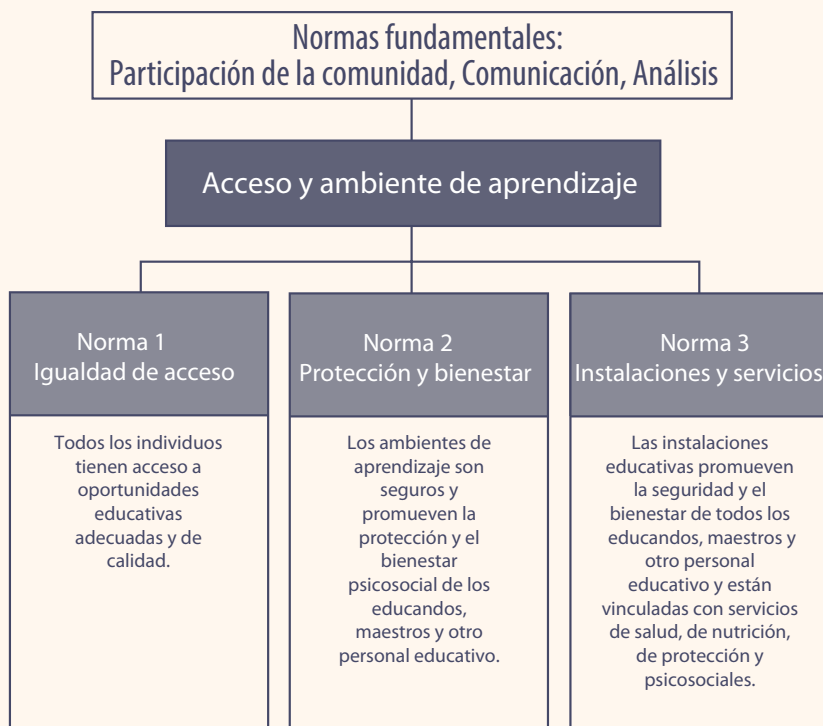 Normas fundamentales:
Participación de la comunidad, Comunicación, Análisis
Acceso y ambiente de aprendizaje
Norma 1
Igualdad de acceso
Todos los individuos
tienen acceso a
oportunidades
educativas
adecuadas y de
calidad.
Norma 2
Protección y bienestar
Los ambientes de
aprendizaje son
seguros y
promueven la
protección y el
bienestar
psicosocial de los
educandos,
maestros y otro
personal educativo.
Norma 3
Instalaciones y servicios
Las instalaciones
educativas promueven
la seguridad y el
bienestar de todos los
educandos, maestros y
otro personal
educativo y están
vinculadas con servicios
de salud, de nutrición,
de protección y
psicosociales.